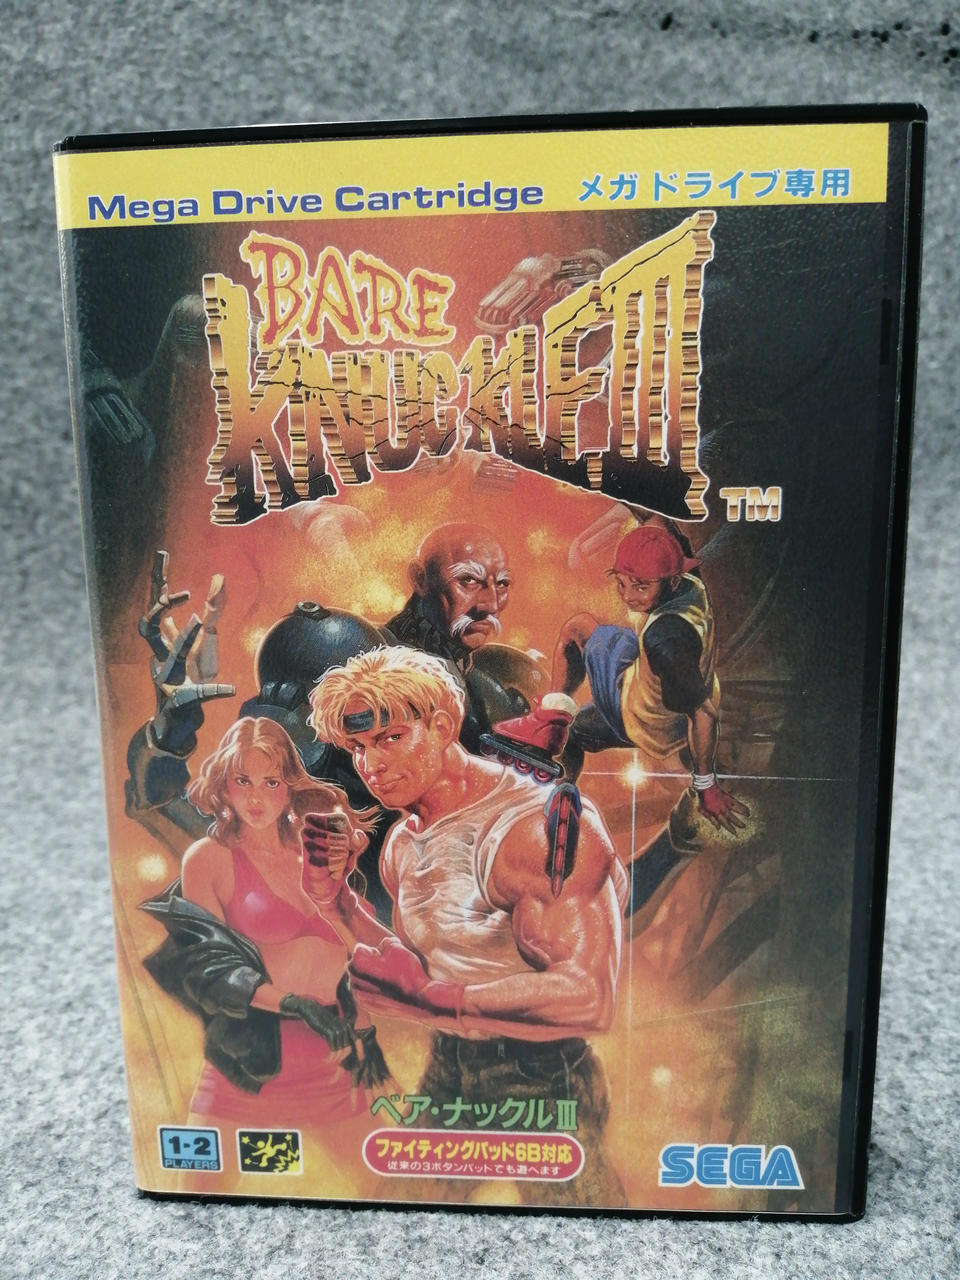 Mega Drive Cartridge メガドライブ専用
BARE
KNUCKLE III
TM
ベア・ナックルIII
ファイティングパッド6B対応
従来の3ボタンパットでも遊べます
1-2
PLAYERS
SEGA